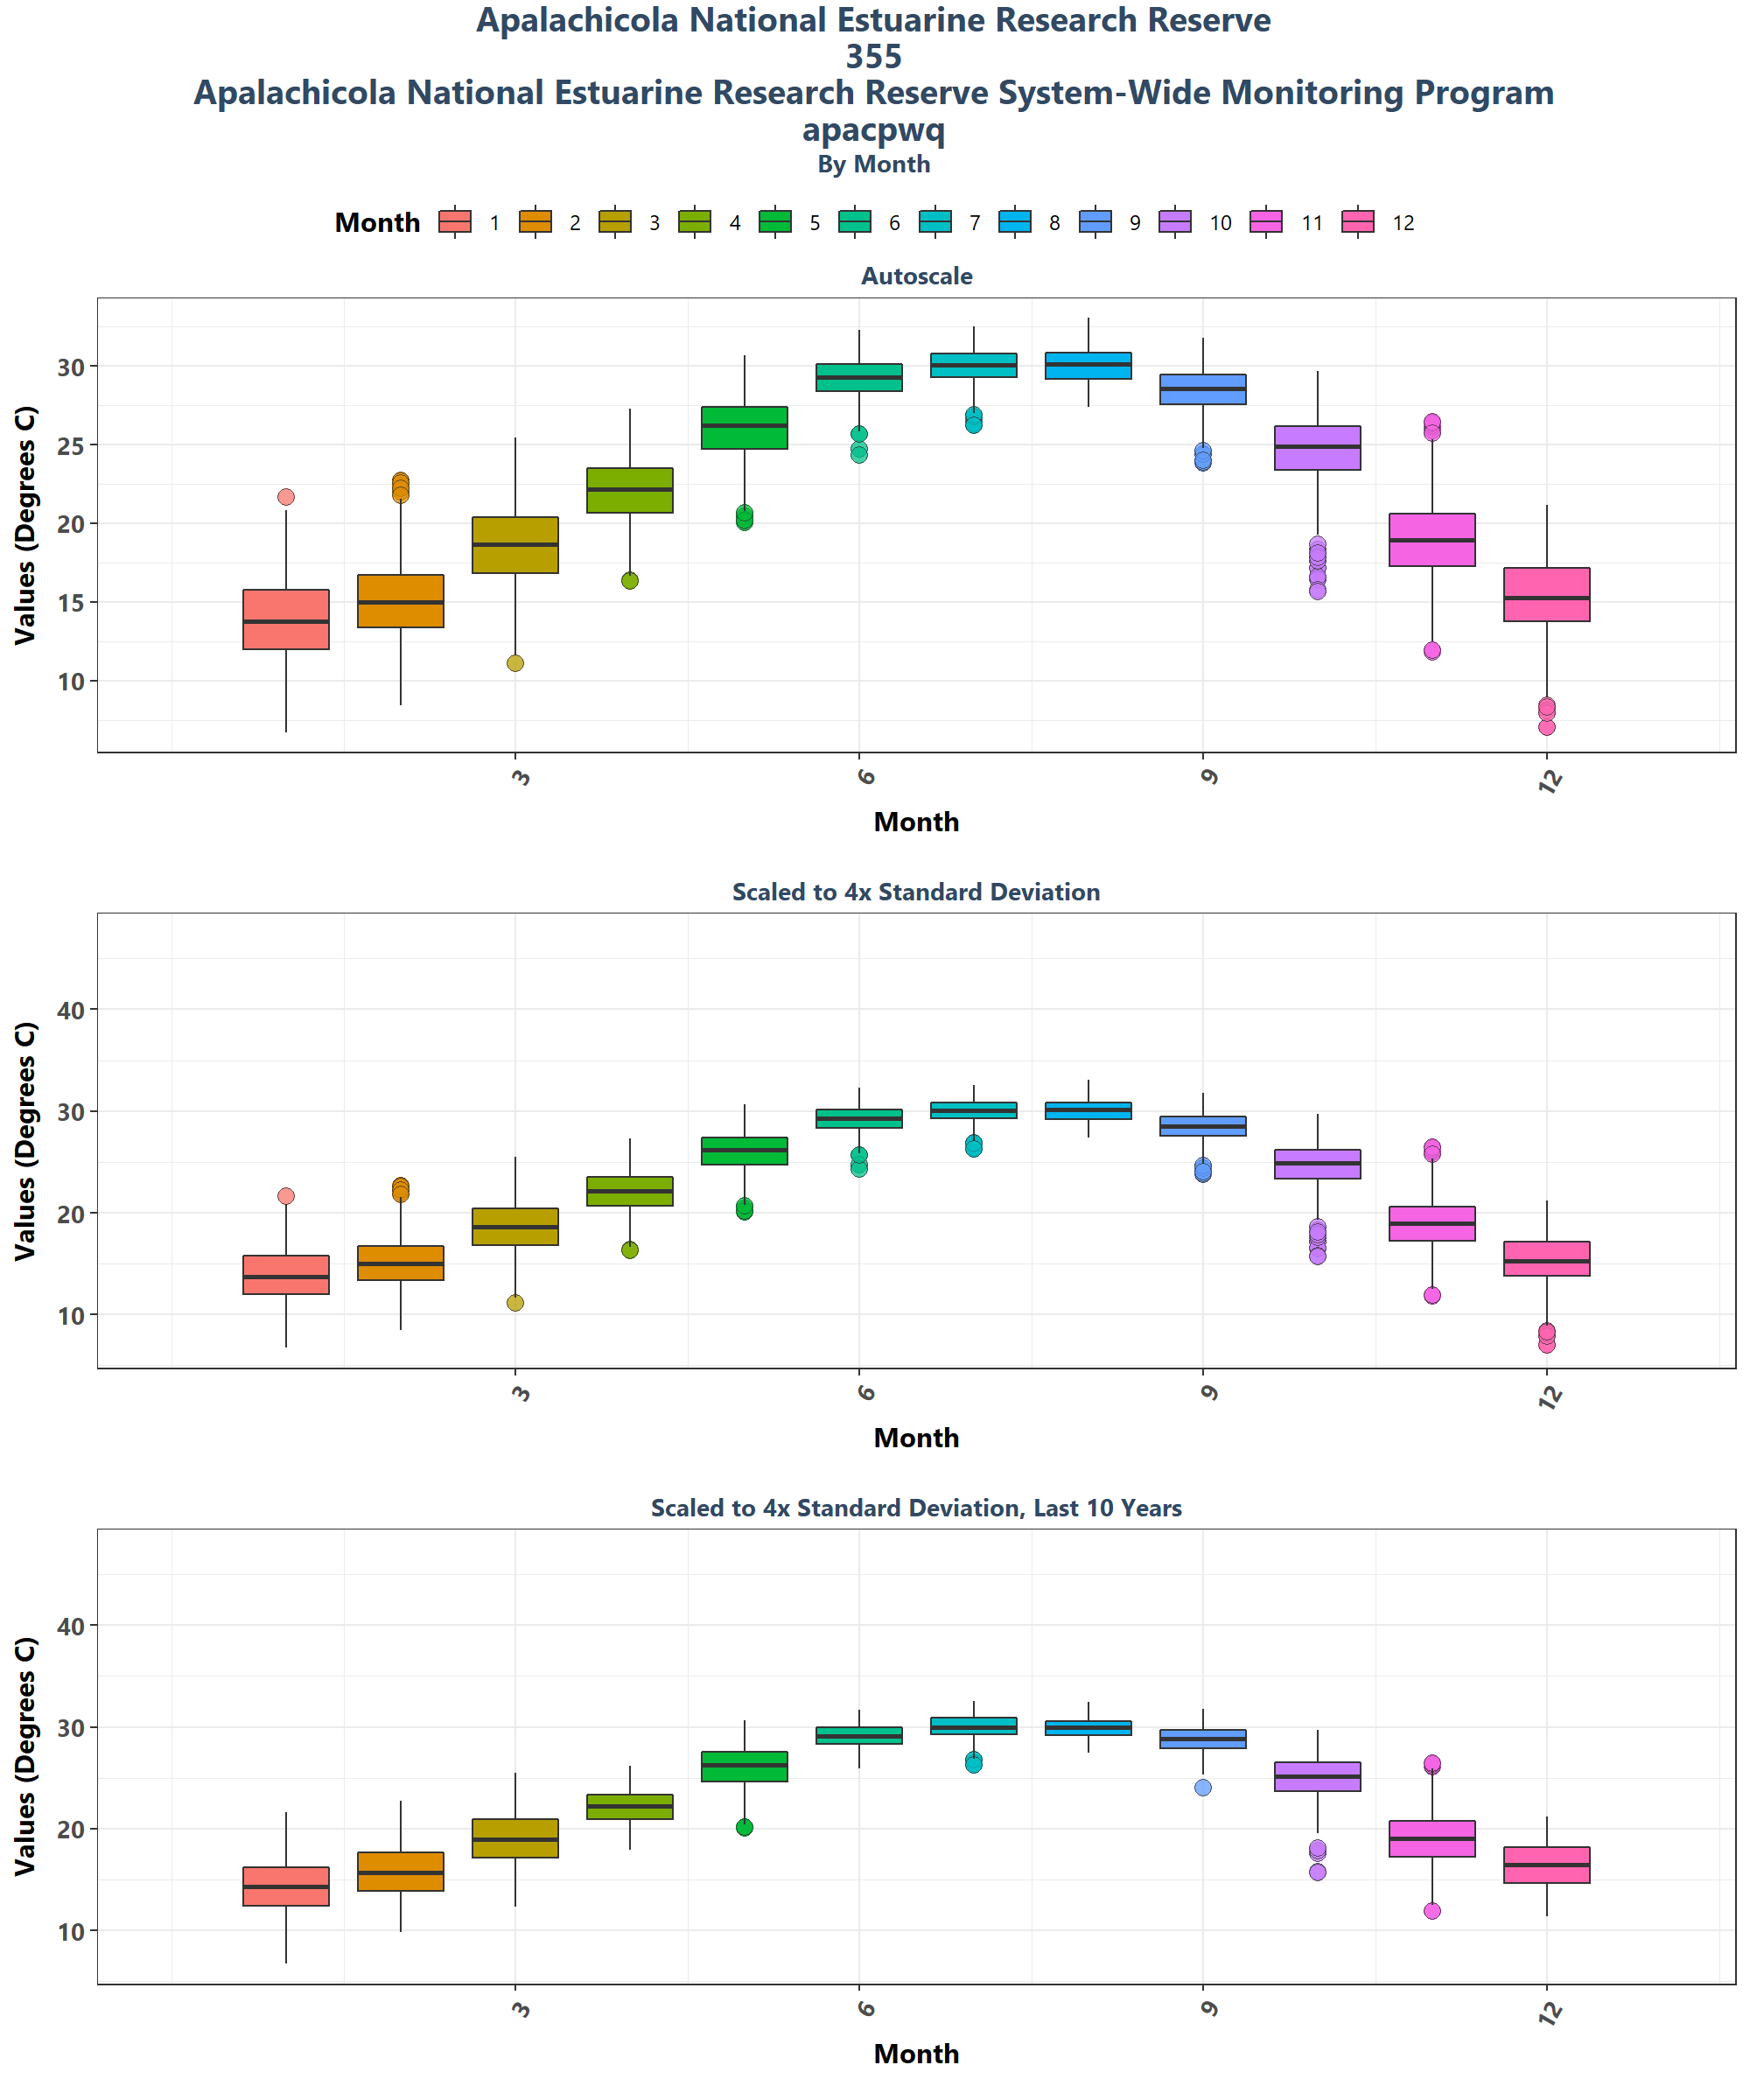 Apalachicola National Estuarine Research Reserve
355
Apalachicola National Estuarine Research Reserve System-Wide Monitoring Program
apacpwq
By Month
Month 1 2 3 4 5 6 7 8 9 10 11 12
Autoscale
Values (Degrees C)
30
25
20
15
10
3 6 9 12
Month
Scaled to 4x Standard Deviation
Values (Degrees C)
40
30
20
10
3 6 9 12
Month
Scaled to 4x Standard Deviation, Last 10 Years
Values (Degrees C)
40
30
20
10
3 6 9 12
Month